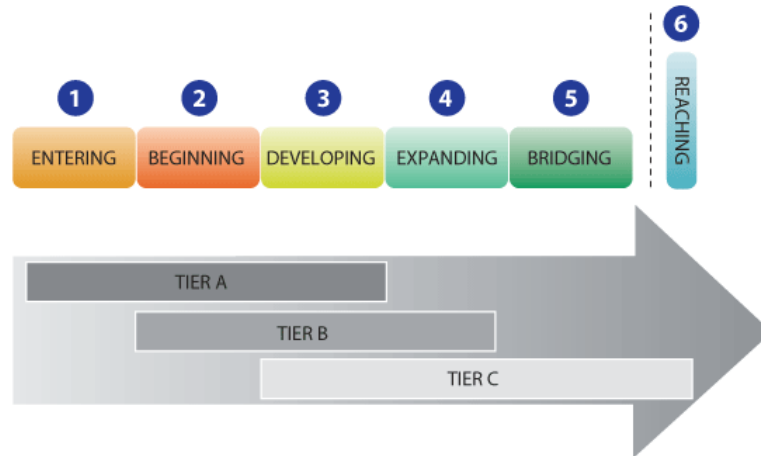 6
1 2 3 4 5
REACHING
ENTERING BEGINNING DEVELOPING EXPANDING BRIDGING
TIER A
TIER B
TIER C